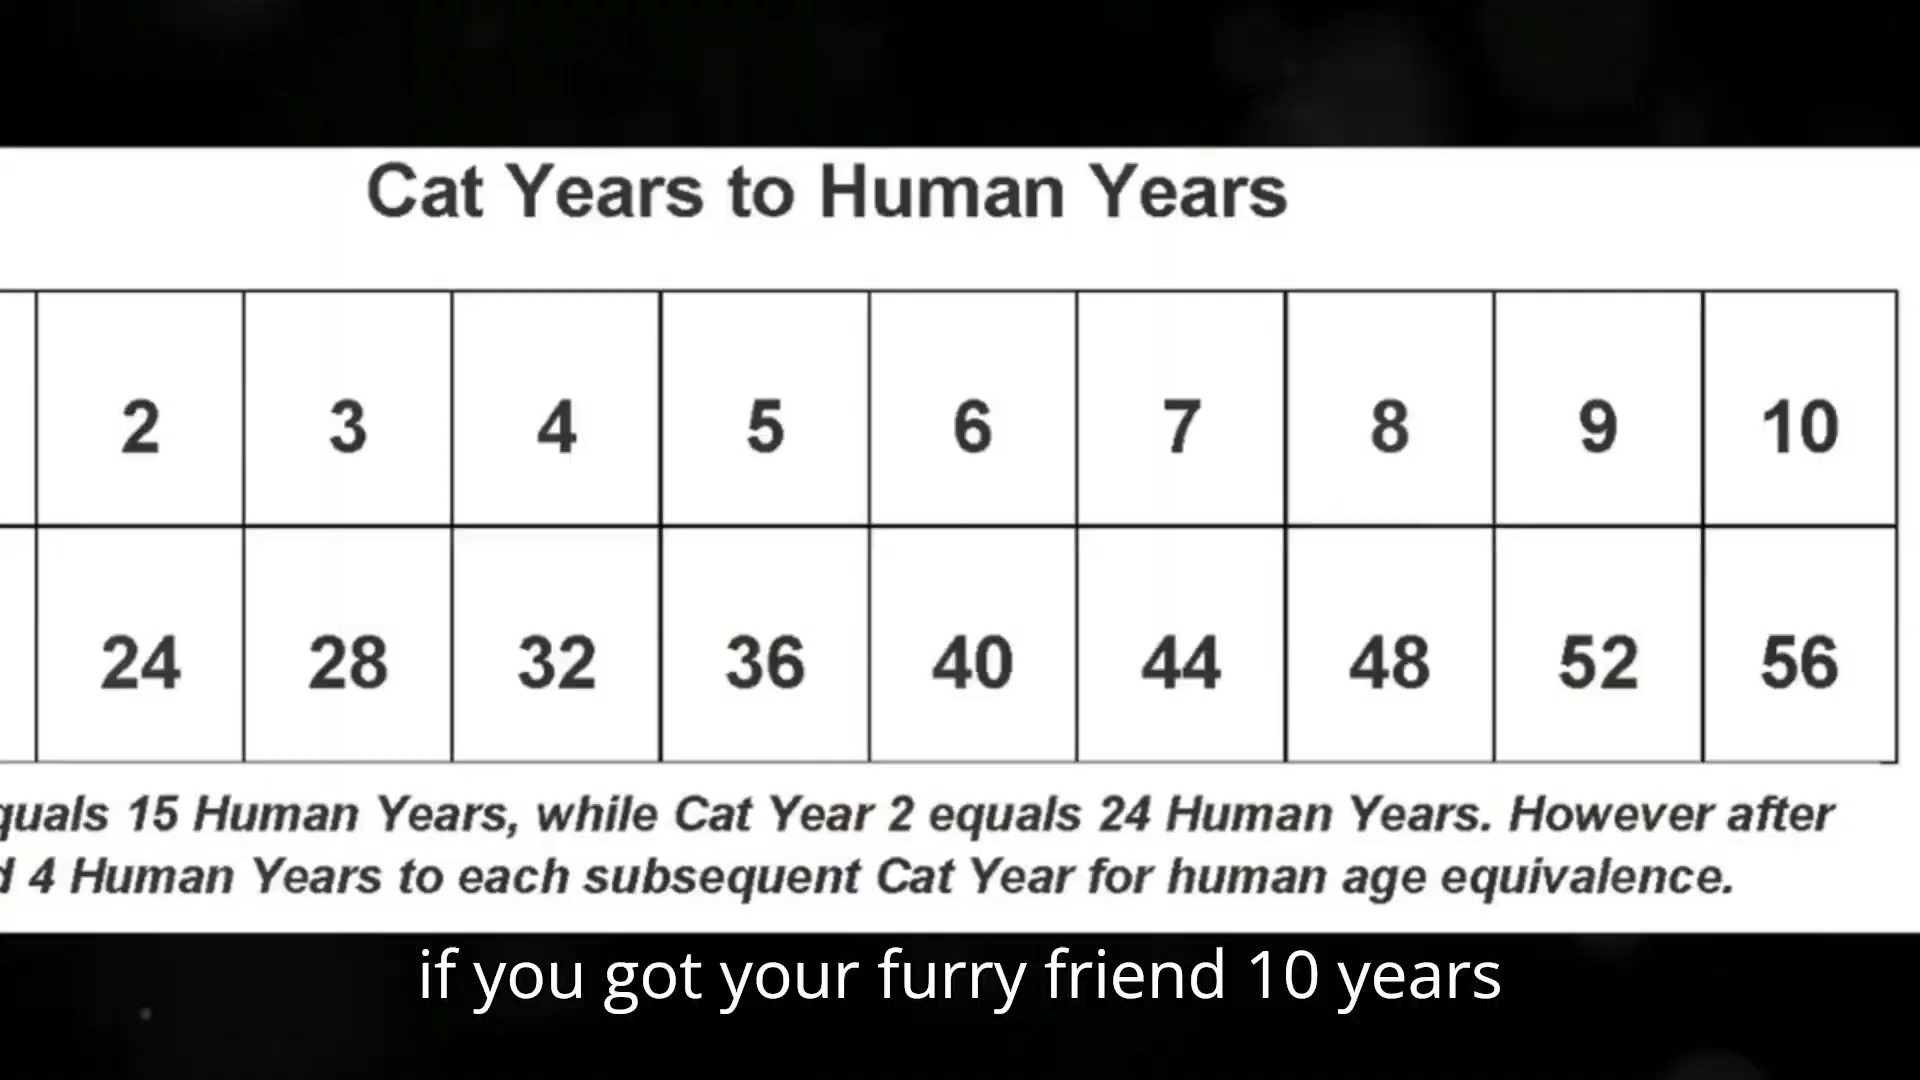 Cat Years to Human Years
2 3 4 5 6 7 8 9 10
24 28 32 36 40 44 48 52 56
15 Human Years, while Cat Year 2 equals 24 Human Years. However after
4 Human Years to each subsequent Cat Year for human age equivalence.
if you got your furry friend 10 years